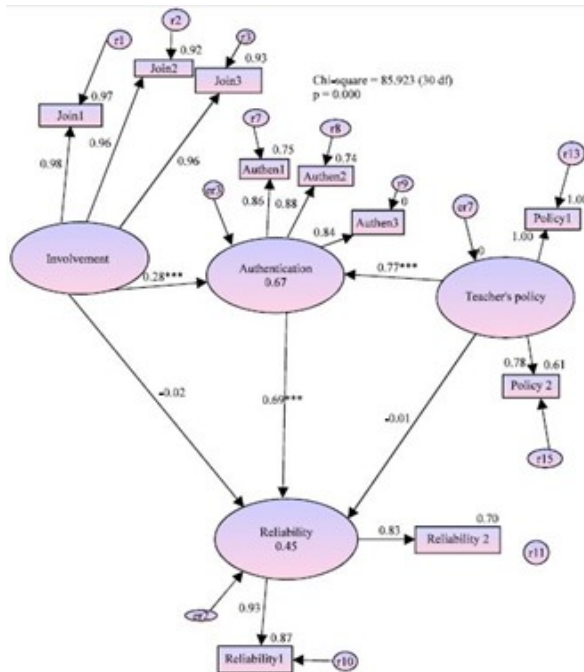 r2
r1
r3
0.92
0.93
Join2
Join3
0.97
Join1
Chi-square = 85.923 (30 df)
p = 0.000
0.98
0.96
0.96
r7
r8
r13
0.75
0.74
Authen1
Authen2
r9
0
er3
er7
1.00
Policy1
0.86
0.88
Authen3
0.84
1.00
0
Involvement
Authentication
0.67
0.28***
0.77***
Teacher's policy
0.78
0.61
Policy 2
-0.02
0.69***
-0.01
r15
Reliability
0.45
0.83
0.70
Reliability 2
r11
0.93
0.87
Reliability1
r10